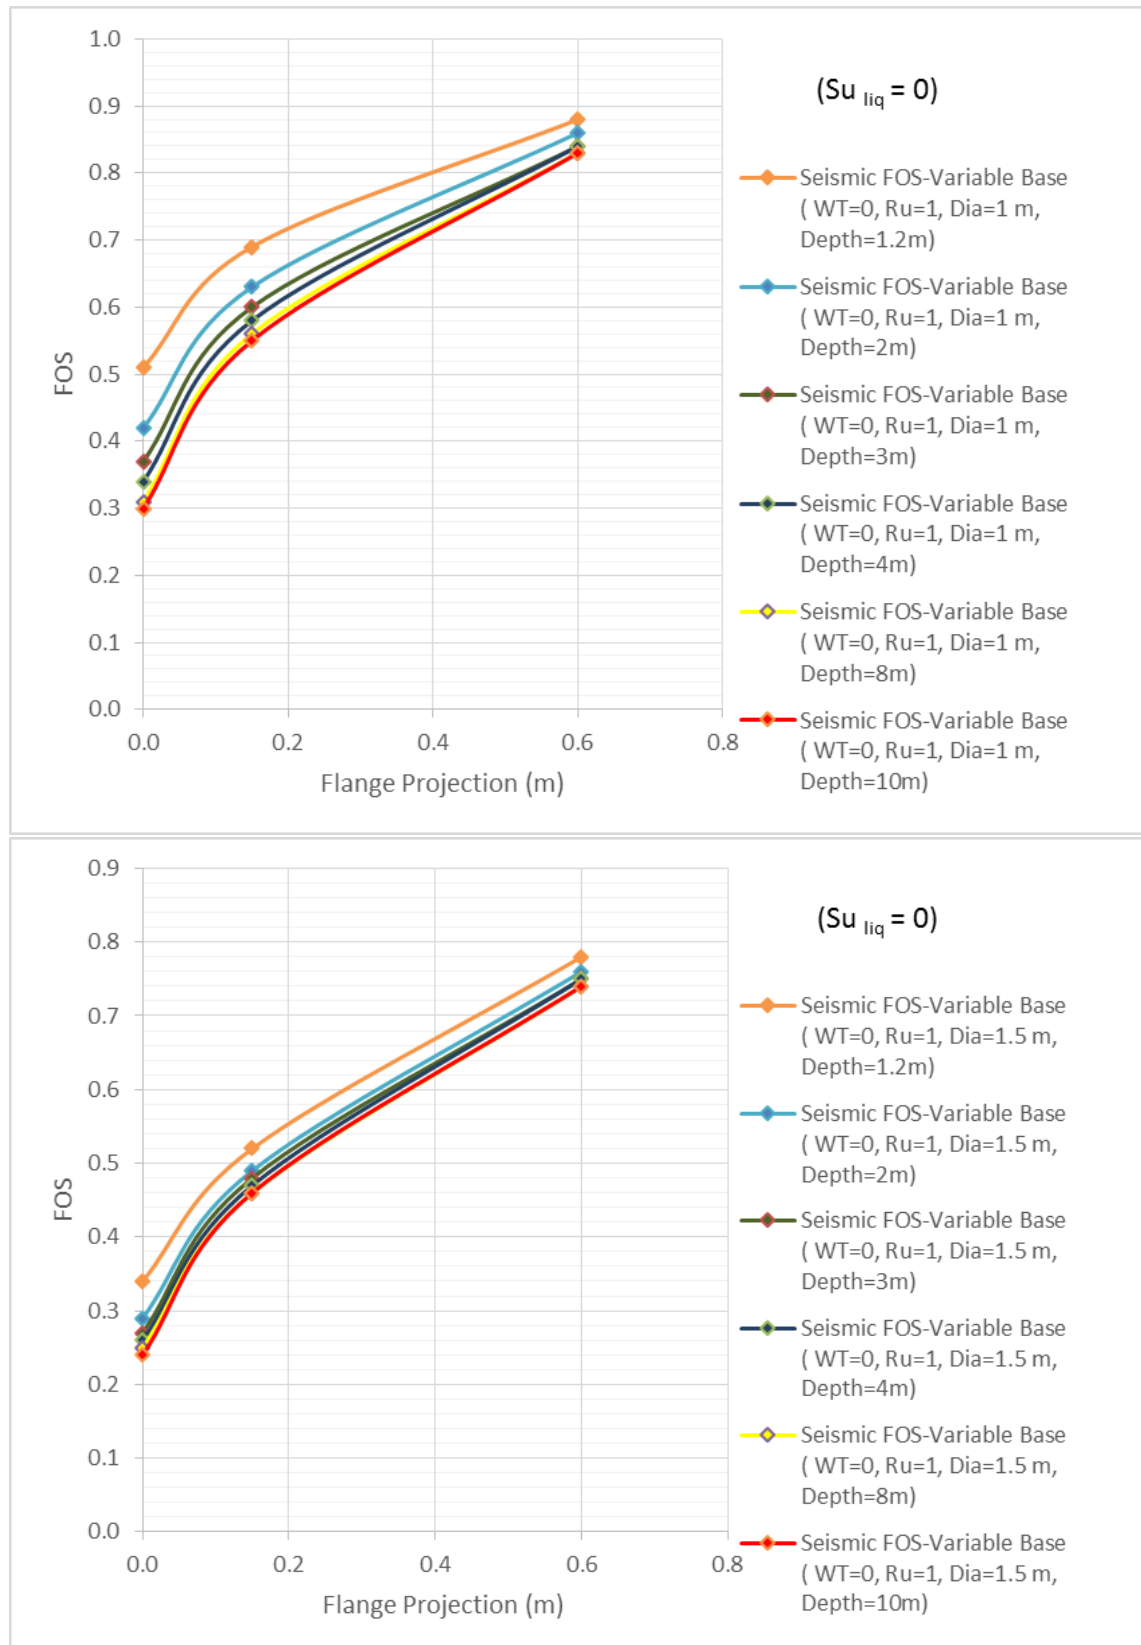 1.0
0.9
0.8
0.7
0.6
0.5
0.4
0.3
0.2
0.1
0.0
FOS
0.0 0.2 0.4 0.6 0.8
Flange Projection (m)
(Su liq = 0)
Seismic FOS-Variable Base
( WT=0, Ru=1, Dia=1 m,
Depth=1.2m)
Seismic FOS-Variable Base
( WT=0, Ru=1, Dia=1 m,
Depth=2m)
Seismic FOS-Variable Base
( WT=0, Ru=1, Dia=1 m,
Depth=3m)
Seismic FOS-Variable Base
( WT=0, Ru=1, Dia=1 m,
Depth=4m)
Seismic FOS-Variable Base
( WT=0, Ru=1, Dia=1 m,
Depth=8m)
Seismic FOS-Variable Base
( WT=0, Ru=1, Dia=1 m,
Depth=10m)
0.9
0.8
0.7
0.6
0.5
0.4
0.3
0.2
0.1
0.0
FOS
0.0 0.2 0.4 0.6 0.8
Flange Projection (m)
(Su liq = 0)
Seismic FOS-Variable Base
( WT=0, Ru=1, Dia=1.5 m,
Depth=1.2m)
Seismic FOS-Variable Base
( WT=0, Ru=1, Dia=1.5 m,
Depth=2m)
Seismic FOS-Variable Base
( WT=0, Ru=1, Dia=1.5 m,
Depth=3m)
Seismic FOS-Variable Base
( WT=0, Ru=1, Dia=1.5 m,
Depth=4m)
Seismic FOS-Variable Base
( WT=0, Ru=1, Dia=1.5 m,
Depth=8m)
Seismic FOS-Variable Base
( WT=0, Ru=1, Dia=1.5 m,
Depth=10m)